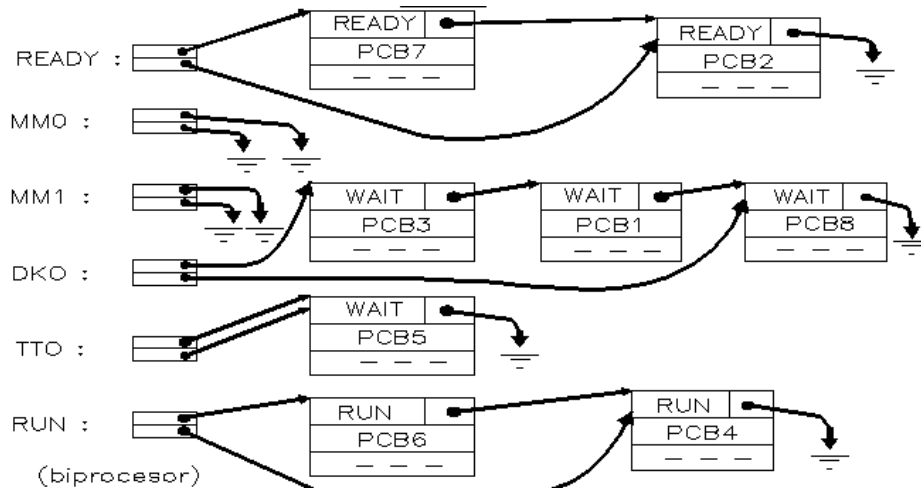 READY :
READY
PCB7
— — —
READY
PCB2
— — —
MM0 :
MM1 :
WAIT
PCB3
— — —
WAIT
PCB1
— — —
WAIT
PCB8
— — —
DK0 :
TT0 :
WAIT
PCB5
— — —
RUN :
RUN
PCB6
— — —
RUN
PCB4
— — —
(biprocesor)